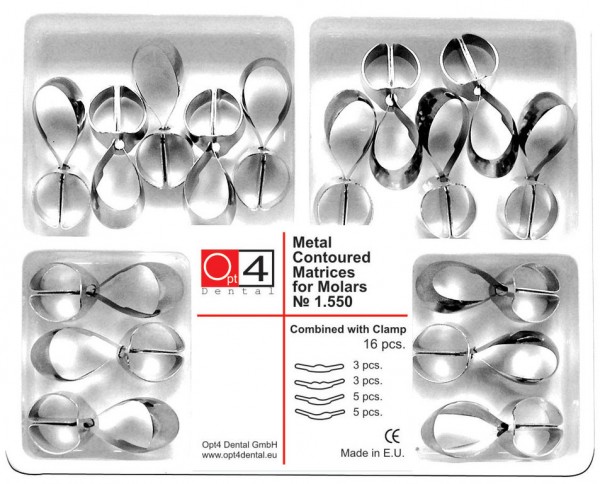 Opt4
Dental
Metal
Contoured
Matrices
for Molars
№ 1.550
Combined with Clamp
16 pcs.
3 pcs.
3 pcs.
5 pcs.
5 pcs.
Opt4 Dental GmbH
www.opt4dental.eu
CE
Made in E.U.